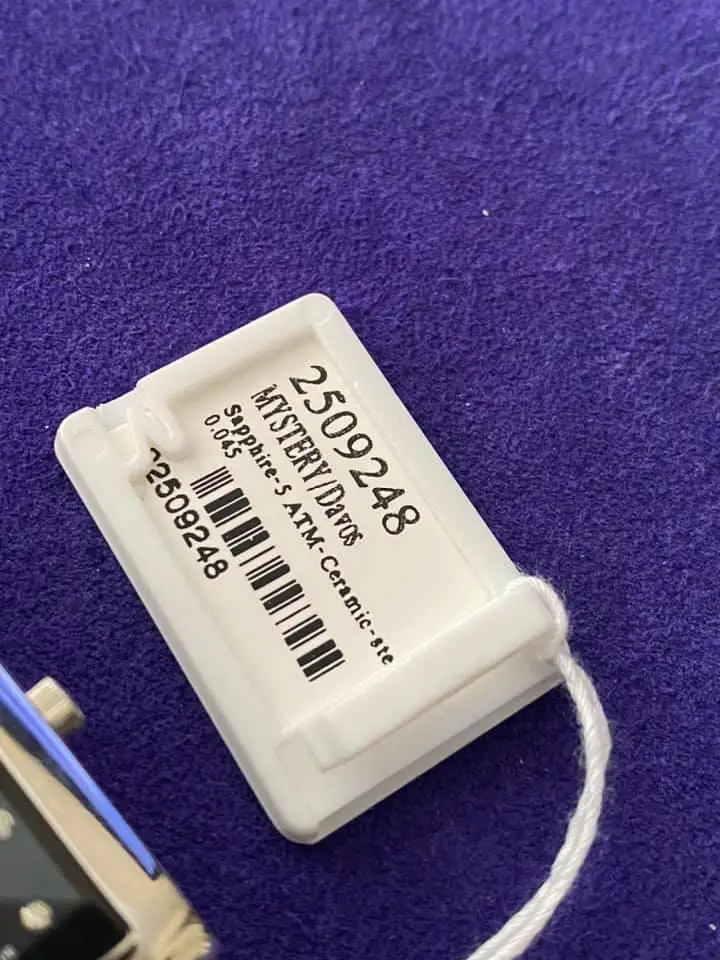 2509248
MYSTERY/Davos
Sapphire-5 ATM-Ceramic-ste
0.045
2509248